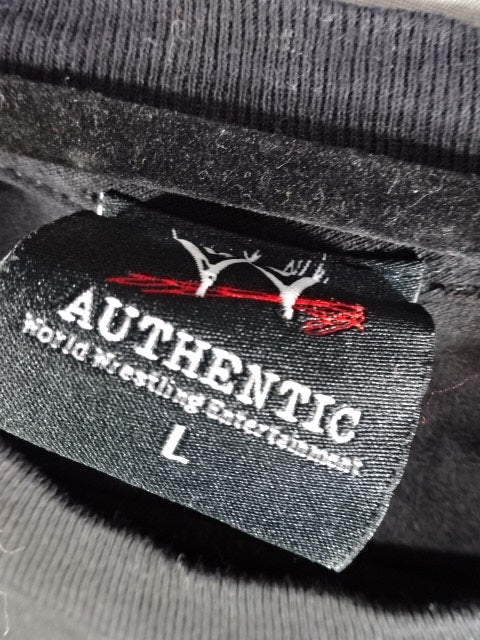 AUTHENTIC
World Wrestling Entertainment
L